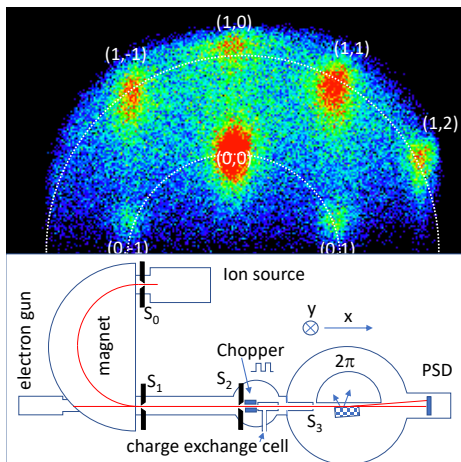 (1,0)
(1,-1)
(1,1)
(1,2)
(0,0)
(0,-1)
(0,1)
Ion source
S0
y
x
electron gun
magnet
Chopper
2π
PSD
S1
S2
S3
charge exchange cell